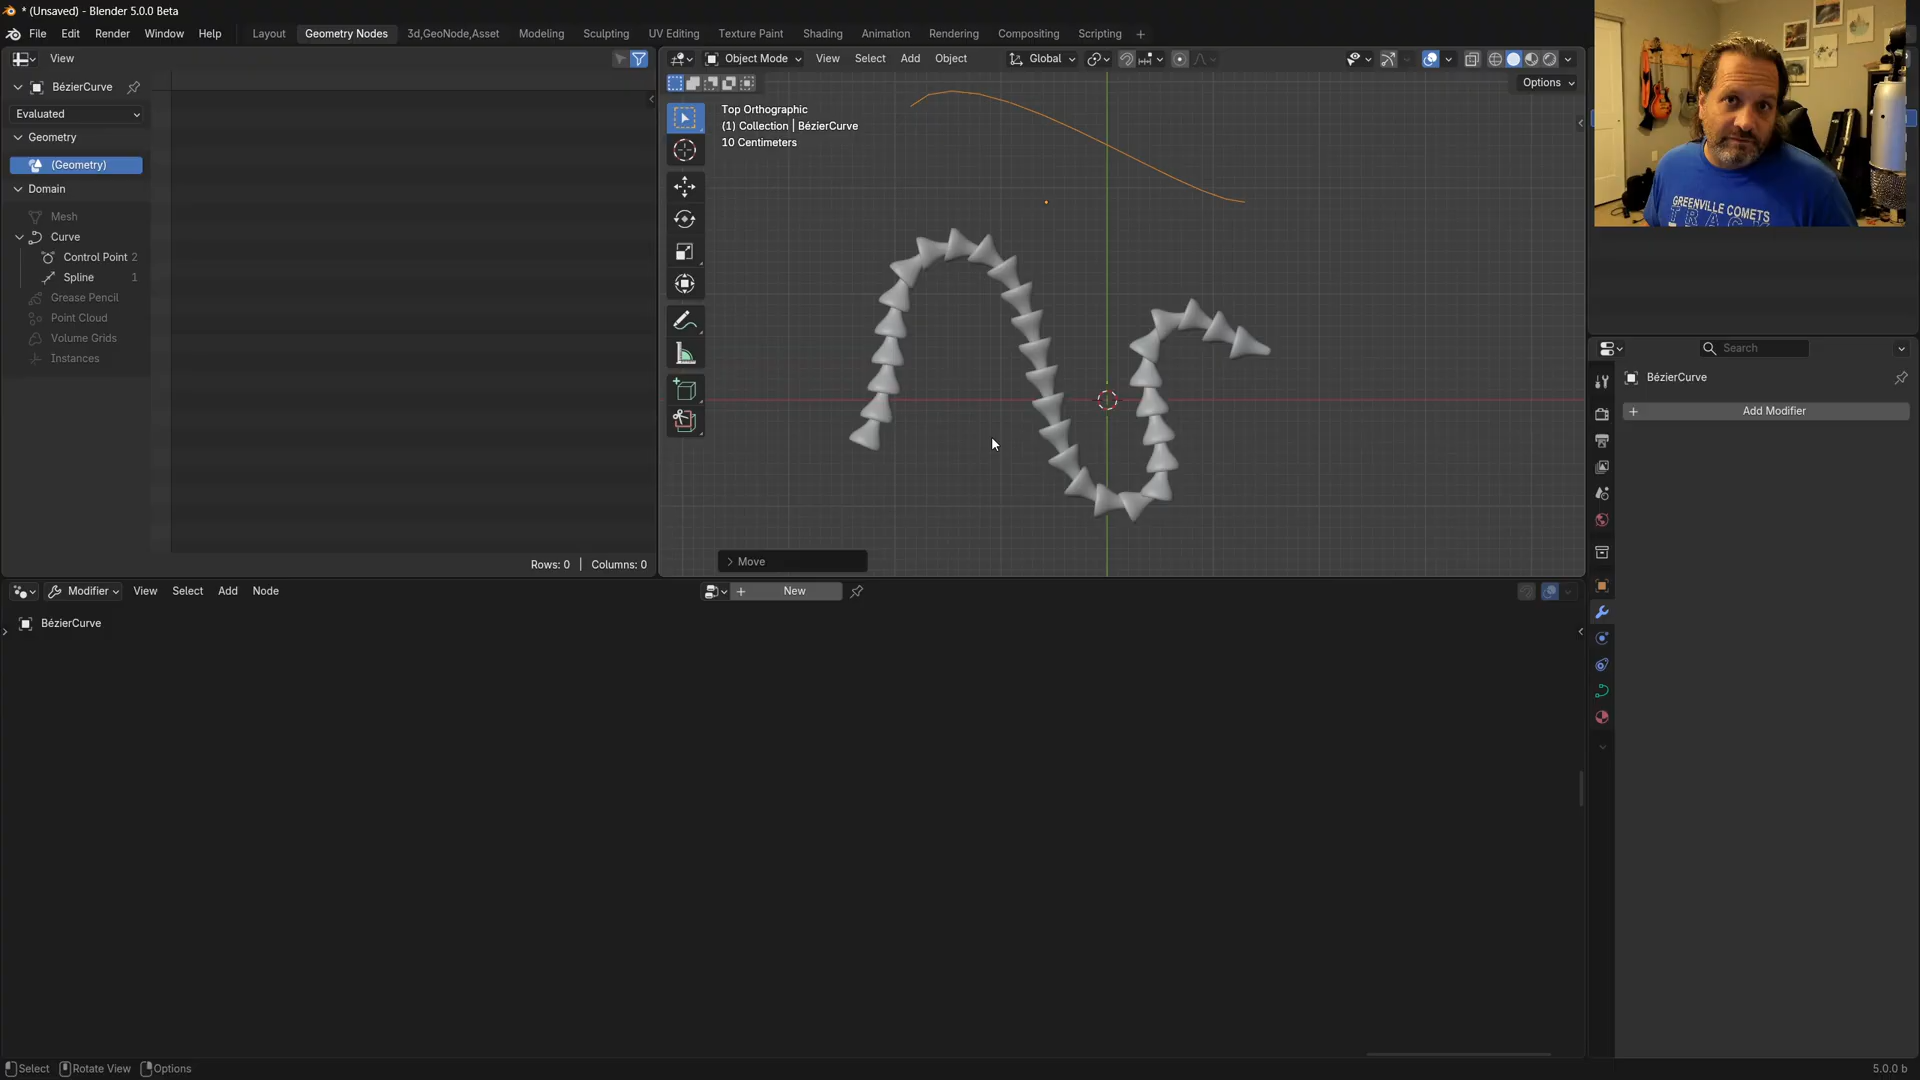 * (Unsaved) - Blender 5.0.0 Beta
File Edit Render Window Help
Layout Geometry Nodes 3d,GeoNode,Asset Modeling Sculpting UV Editing Texture Paint Shading Animation Rendering Compositing Scripting +
View
BézierCurve
Evaluated
Geometry
(Geometry)
Domain
Mesh
Curve
Control Point 2
Spline 1
Grease Pencil
Point Cloud
Volume Grids
Instances
Rows: 0 | Columns: 0
Object Mode View Select Add Object Global
Options
Top Orthographic
(1) Collection | BézierCurve
10 Centimeters
> Move
GREENVILLE COMETS
TRACK
Search
BézierCurve
+ Add Modifier
Modifier View Select Add Node + New
BézierCurve
Select Rotate View Options
5.0.0 b